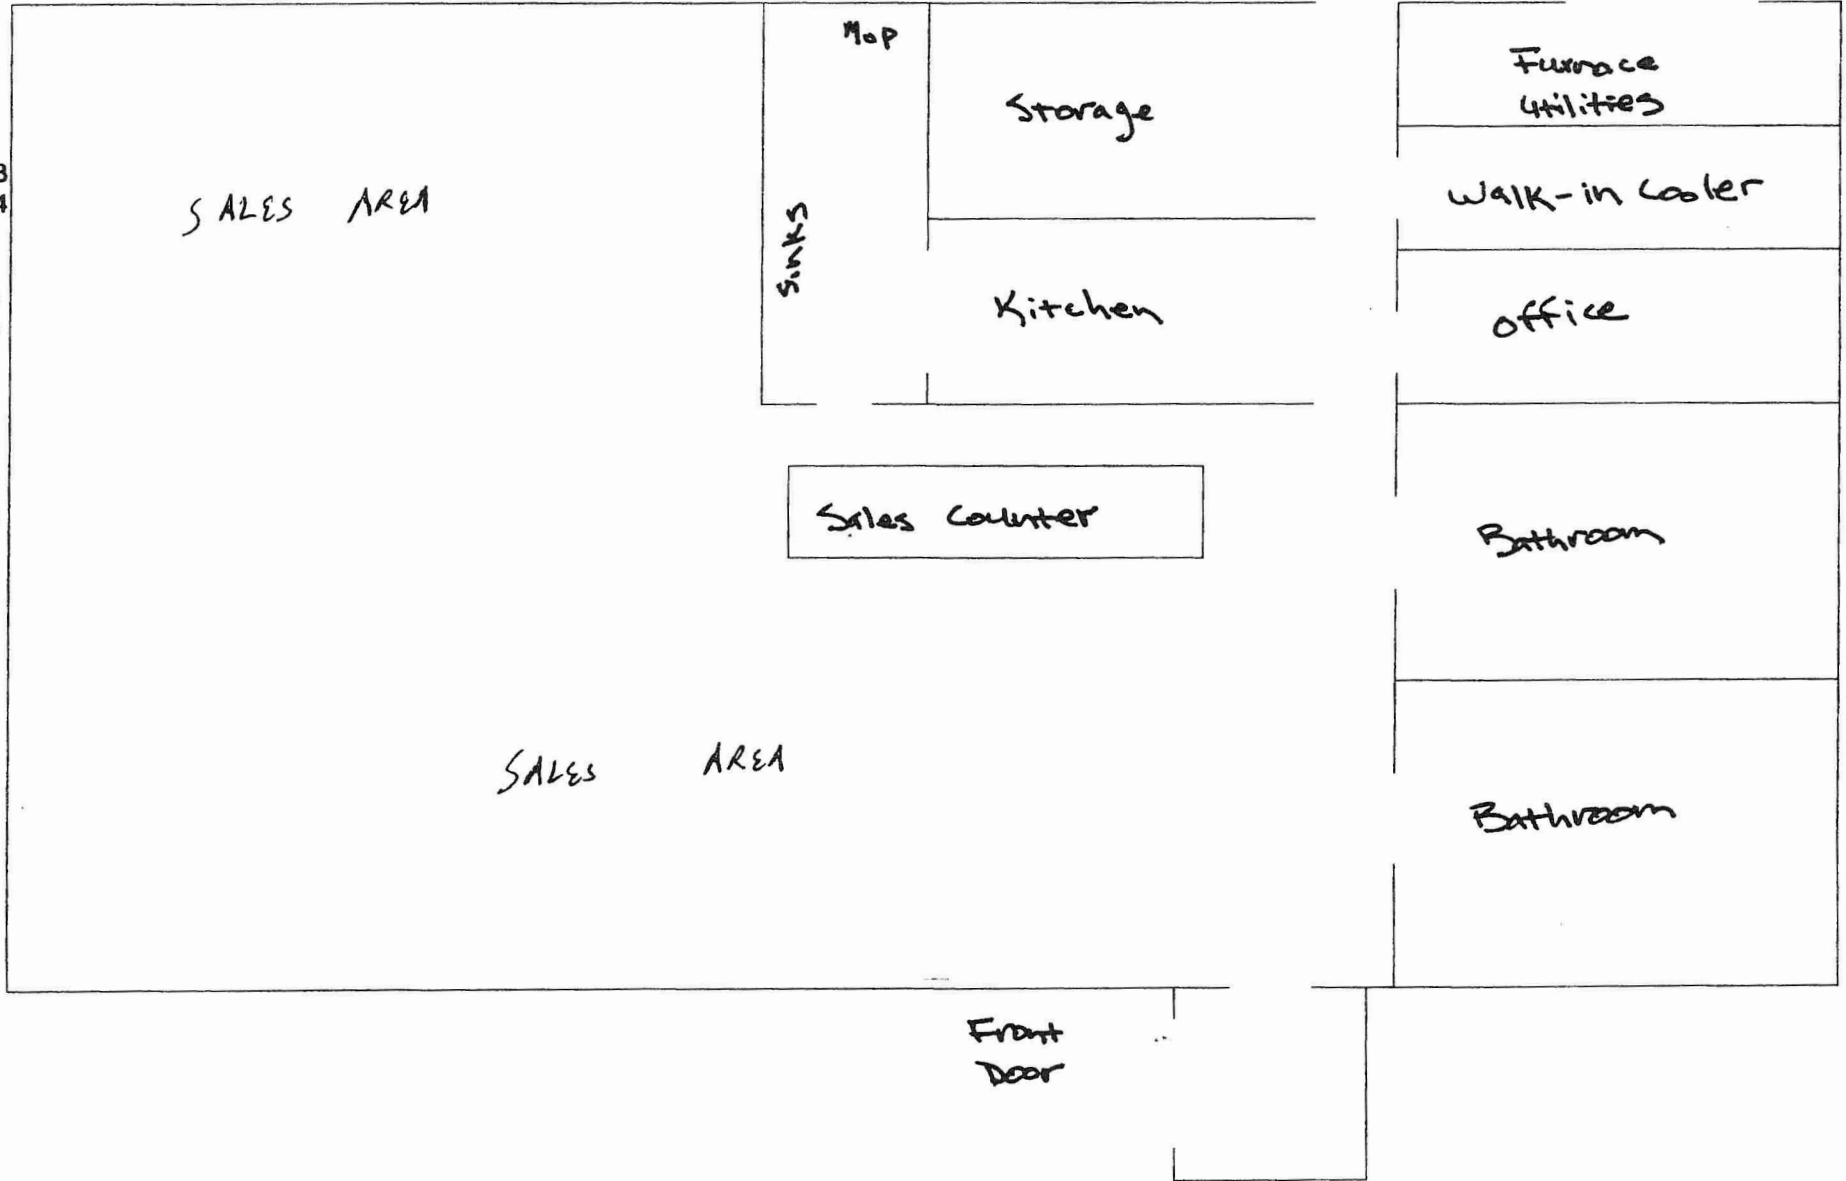 Mop
Furnace
Utilities
Storage
Walk-in Cooler
SALES AREA
Sinks
Kitchen
office
Sales Counter
Bathroom
SALES AREA
Bathroom
Front
Door